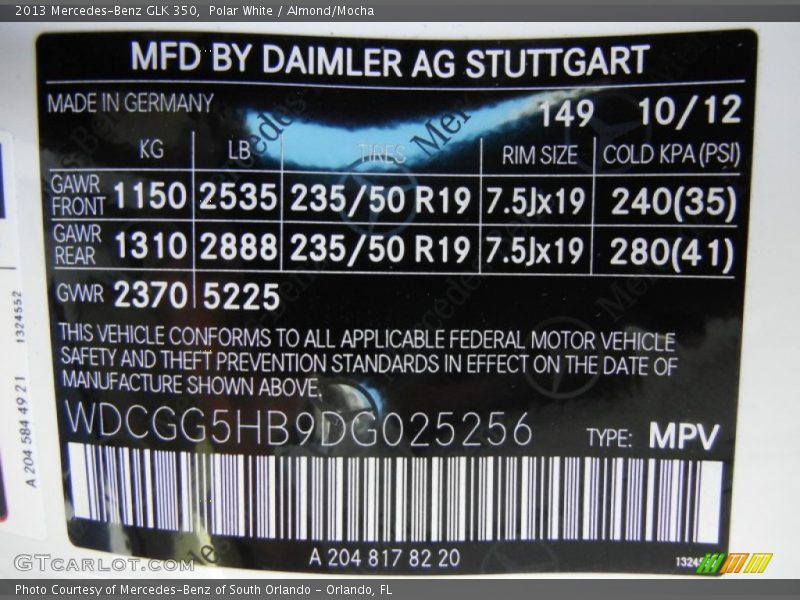 2013 Mercedes-Benz GLK 350, Polar White / Almond/Mocha
MFD BY DAIMLER AG STUTTGART
MADE IN GERMANY 149 10/12
KG LB TIRES RIM SIZE COLD KPA(PSI)
GAWR FRONT 1150 2535 235/50 R19 7.5Jx19 240(35)
GAWR REAR 1310 2888 235/50 R19 7.5Jx19 280(41)
GVWR 2370 5225
THIS VEHICLE CONFORMS TO ALL APPLICABLE FEDERAL MOTOR VEHICLE
SAFETY AND THEFT PREVENTION STANDARDS IN EFFECT ON THE DATE OF
MANUFACTURE SHOWN ABOVE.
WDCGG5HB9DG025256 TYPE: MPV
A 204 817 82 20
A 204 584 49 21 1324552
GTCarLot.com
Photo Courtesy of Mercedes-Benz of South Orlando - Orlando, FL